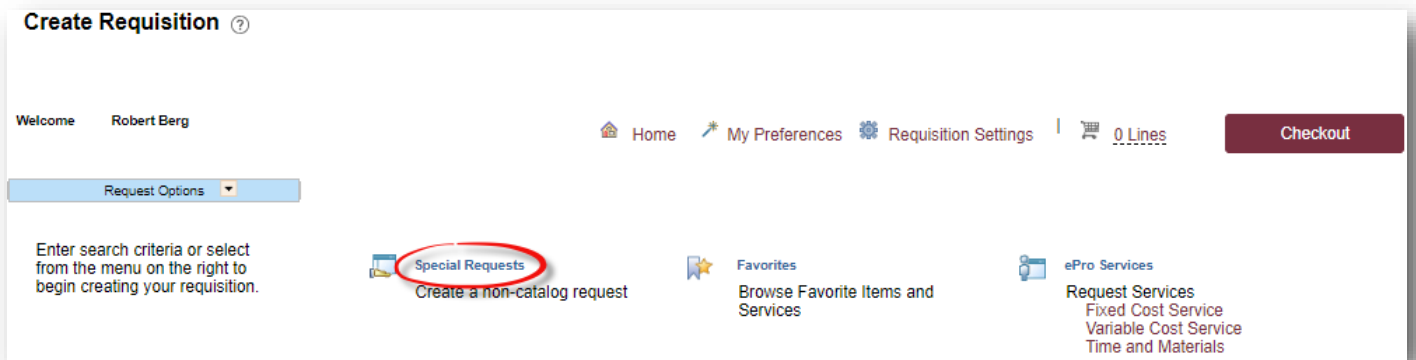 Create Requisition ?
Welcome Robert Berg
Home My Preferences Requisition Settings | 0 Lines Checkout
Request Options
Enter search criteria or select
from the menu on the right to
begin creating your requisition.
Special Requests
Create a non-catalog request
Favorites
Browse Favorite Items and
Services
ePro Services
Request Services
Fixed Cost Service
Variable Cost Service
Time and Materials